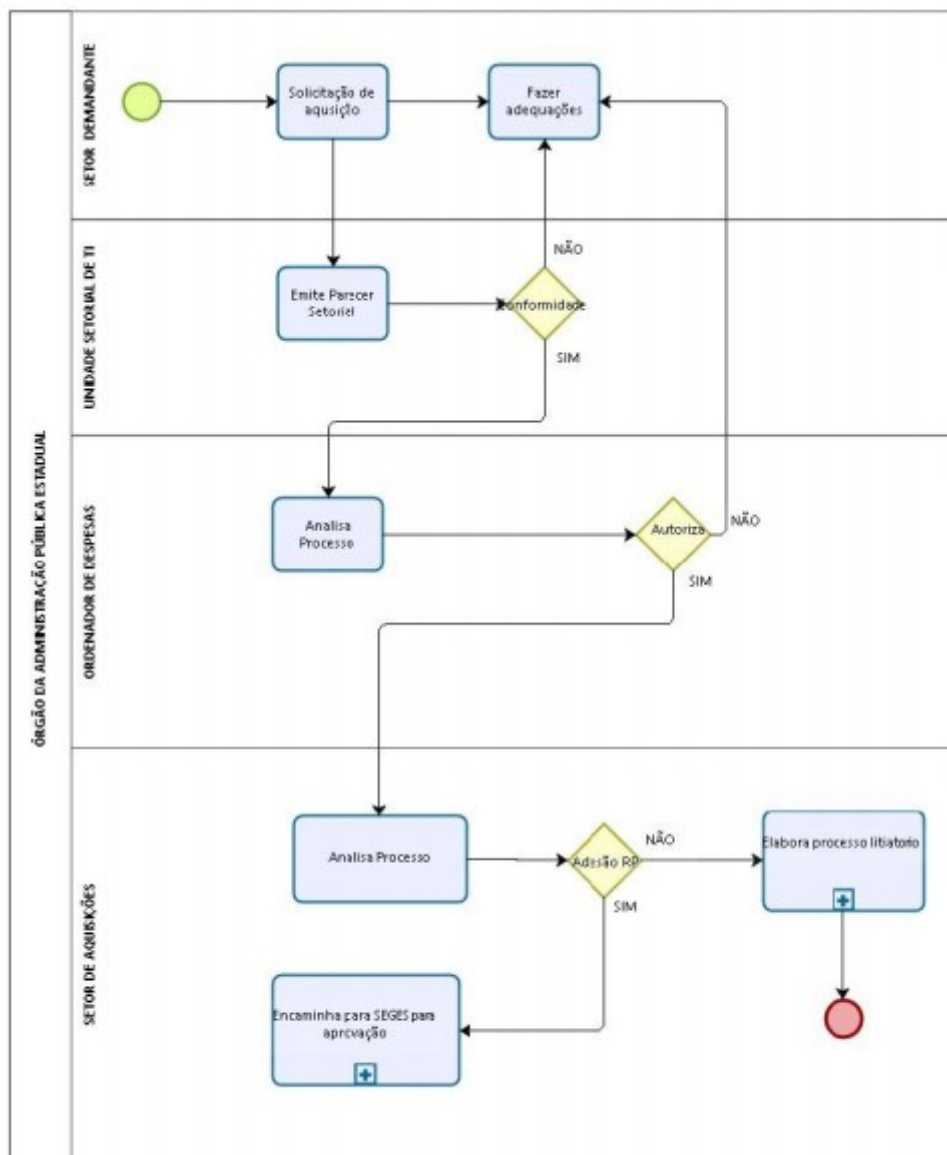 ÓRGÃO DA ADMINISTRAÇÃO PÚBLICA ESTADUAL
SETOR DEMANDANTE
Solicitação de
aqusição
Fazer
adequações
UNIDADE SETORIAL DE TI
Emite Parecer
Setorial
Conformidade
NÃO
SIM
ORDENADOR DE DESPESAS
Analisa
Processo
Autoriza
NÃO
SIM
SETOR DE AQUISIÇÕES
Analisa Processo
Adesão RP
NÃO
SIM
Elabora processo litiatorio
Encaminha para SEGES para
aprovação